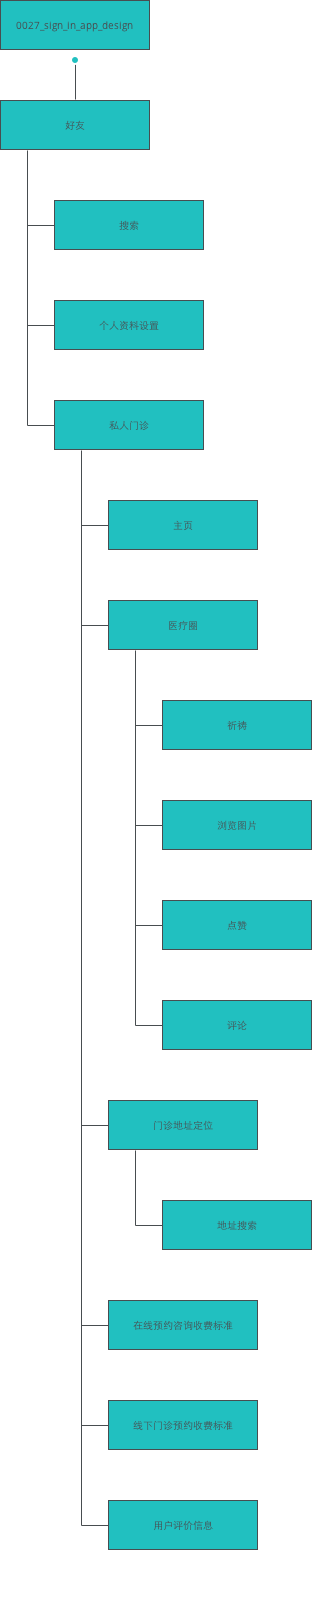 0027_sign_in_app_design
好友
搜索
个人资料设置
私人门诊
主页
医疗圈
祈祷
浏览图片
点赞
评论
门诊地址定位
地址搜索
在线预约咨询收费标准
线下门诊预约收费标准
用户评价信息